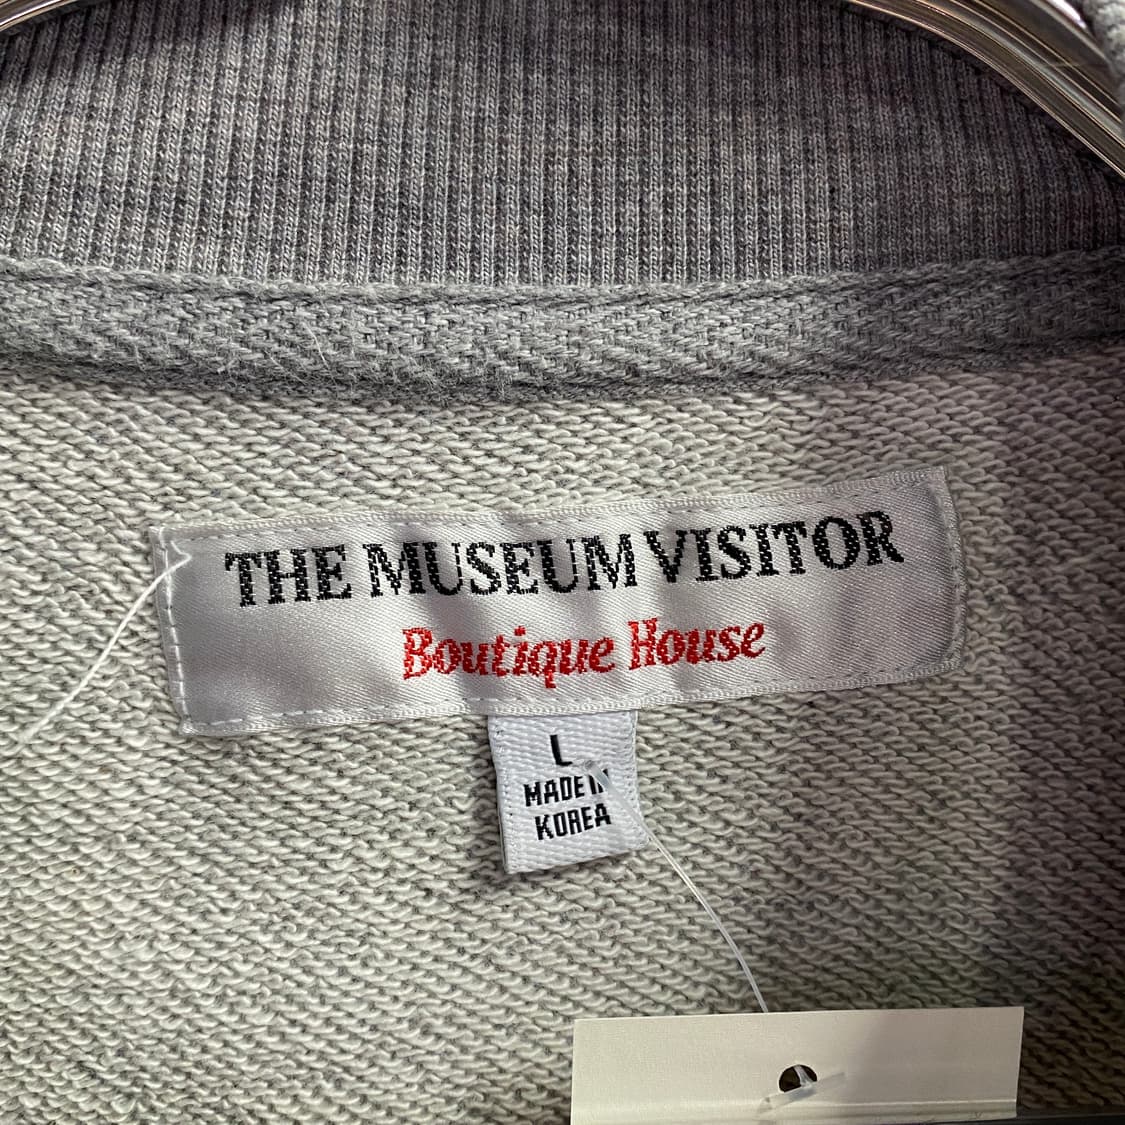 THE MUSEUM VISITOR
Boutique House
L
MADE IN
KOREA